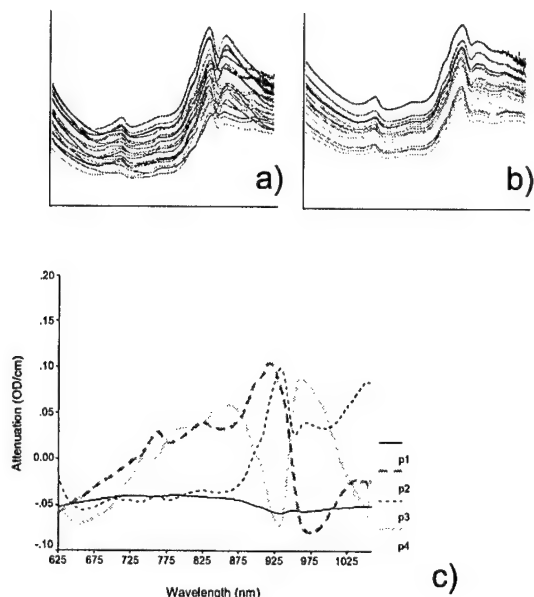 a)
b)
Attenuation (OD/cm)
.20
.15
.10
.05
0.00
-.05
-.10
625 675 725 775 825 875 925 975 1025
Wavelength (nm)
p1
p2
p3
p4
c)